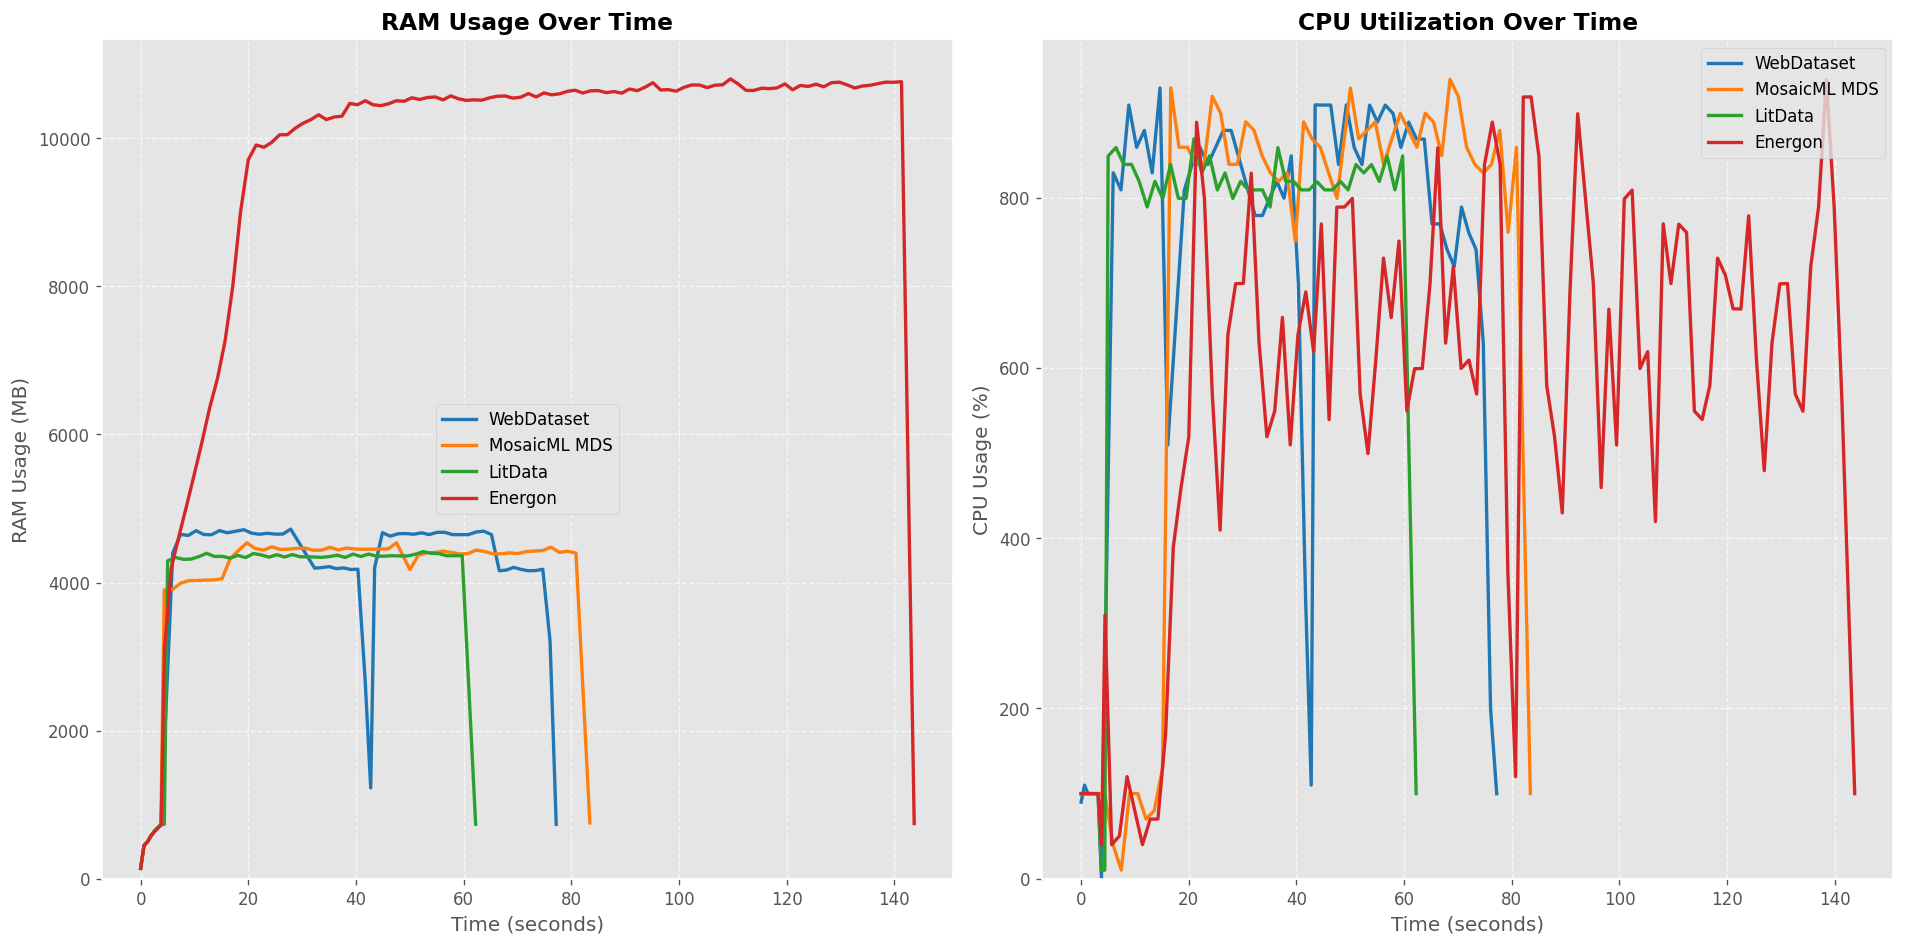 RAM Usage Over Time
RAM Usage (MB)
10000
8000
6000
4000
2000
0
WebDataset
MosaicML MDS
LitData
Energon
0 20 40 60 80 100 120 140
Time (seconds)
CPU Utilization Over Time
CPU Usage (%)
800
600
400
200
0
WebDataset
MosaicML MDS
LitData
Energon
0 20 40 60 80 100 120 140
Time (seconds)